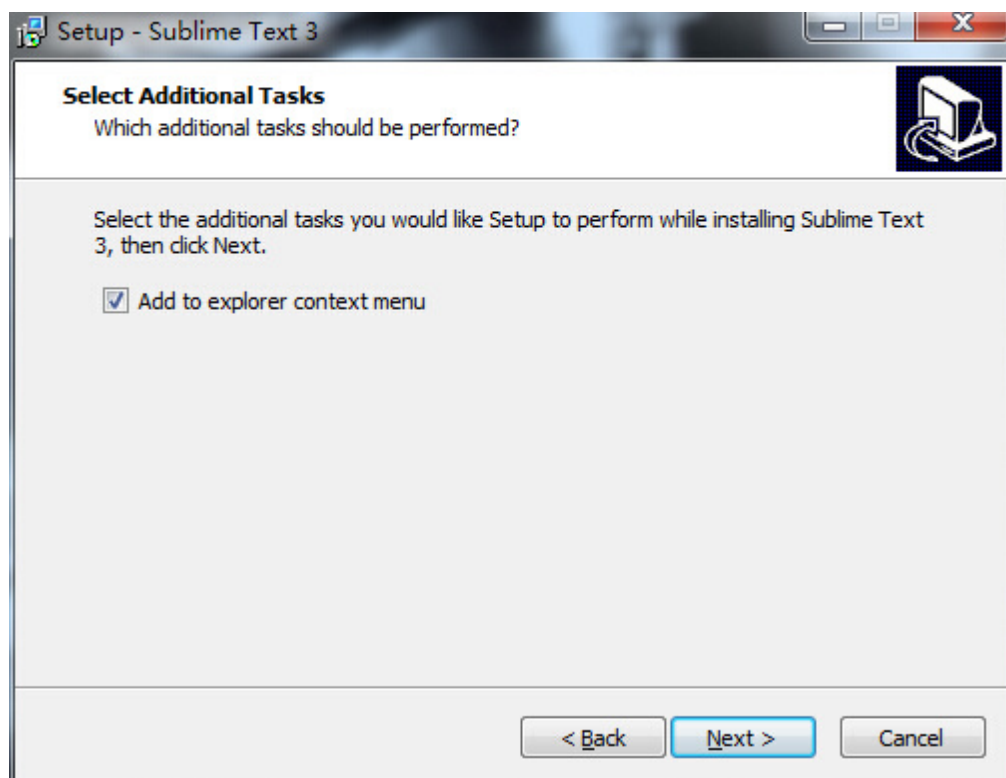 Setup - Sublime Text 3
Select Additional Tasks
Which additional tasks should be performed?
Select the additional tasks you would like Setup to perform while installing Sublime Text
3, then click Next.
Add to explorer context menu
< Back
Next >
Cancel